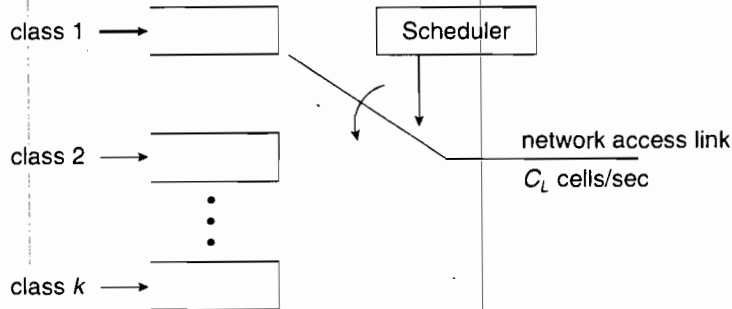 class 1
Scheduler
class 2
network access link
C_L cells/sec
class k